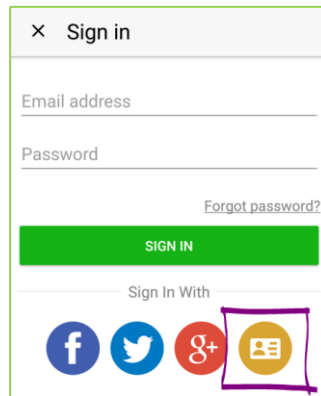 × Sign in
Email address
Password
Forgot password?
SIGN IN
Sign In With
f g+